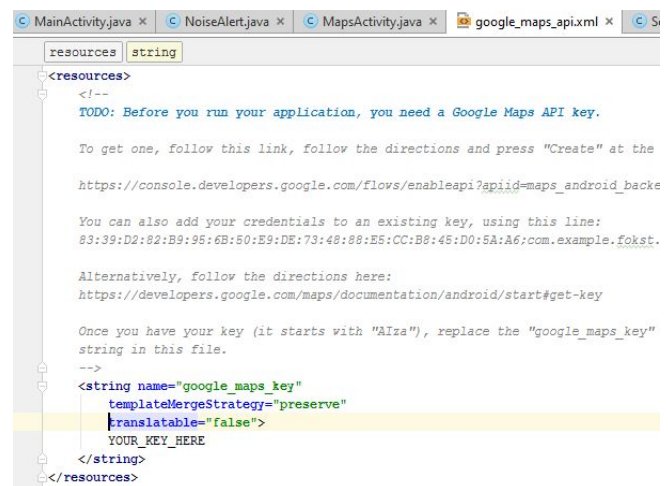 MainActivity.java × NoiseAlert.java × MapsActivity.java × google_maps_api.xml ×
resources string
<resources>
<!--
TODO: Before you run your application, you need a Google Maps API key.
To get one, follow this link, follow the directions and press "Create" at the
https://console.developers.google.com/flows/enableapi?apiid=maps_android_backe
You can also add your credentials to an existing key, using this line:
83:39:D2:82:B9:95:6B:50:E9:DE:73:48:88:E5:CC:B8:45:D0:5A:A6;com.example.fokst.
Alternatively, follow the directions here:
https://developers.google.com/maps/documentation/android/start#get-key
Once you have your key (it starts with "AIza"), replace the "google_maps_key"
string in this file.
-->
<string name="google_maps_key"
templateMergeStrategy="preserve"
translatable="false">
YOUR_KEY_HERE
</string>
</resources>